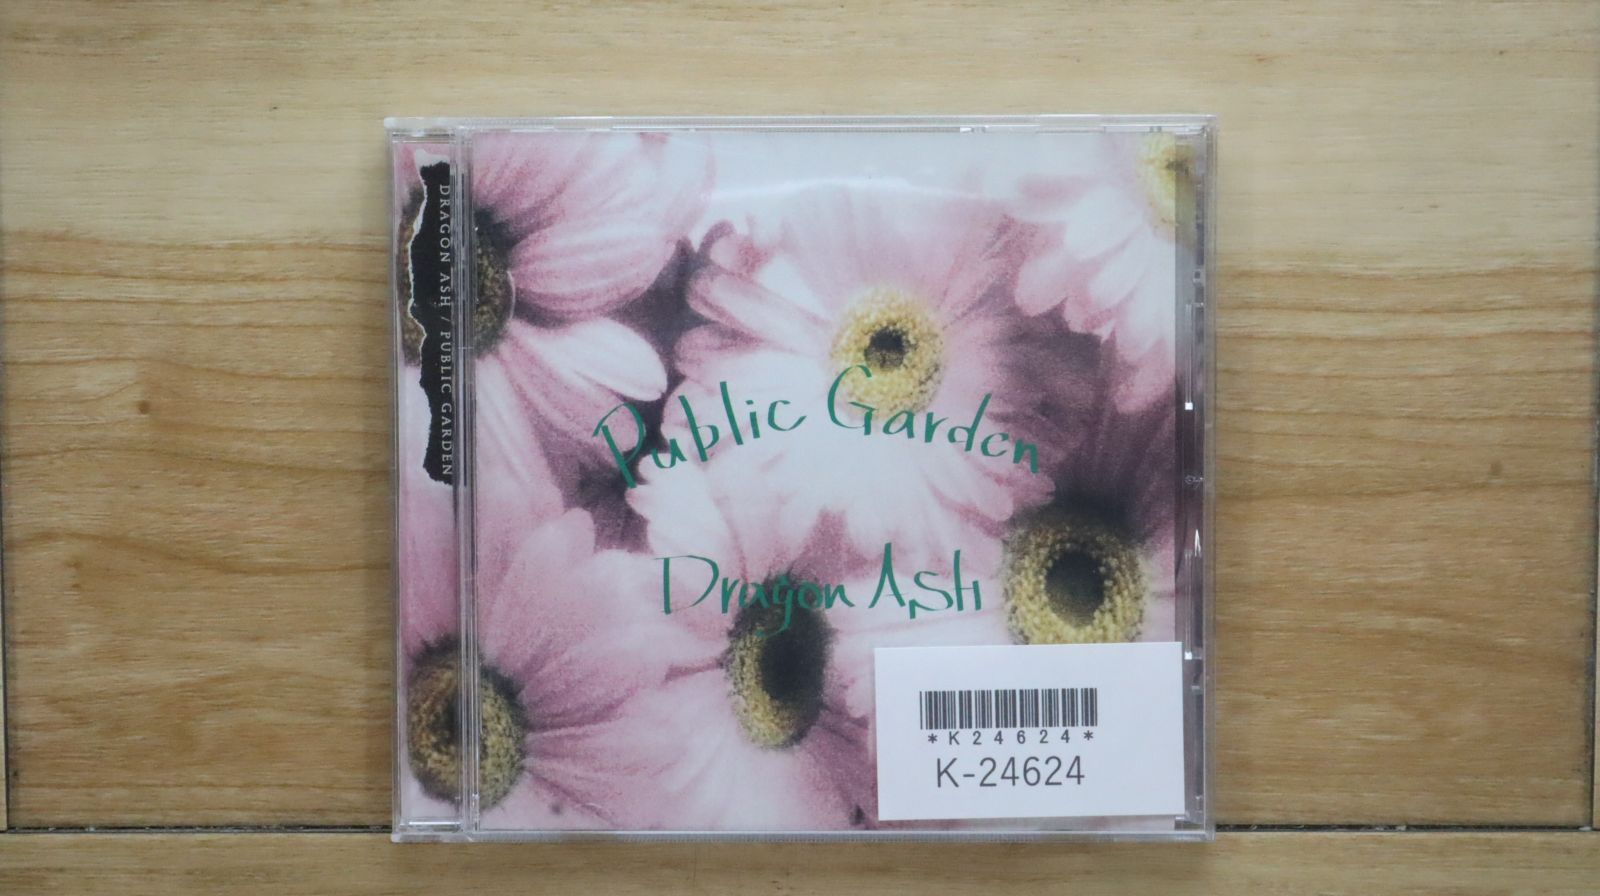 DRAGON ASH / PUBLIC GARDEN
Public Garden
Dragon Ash
*K24624*
K-24624